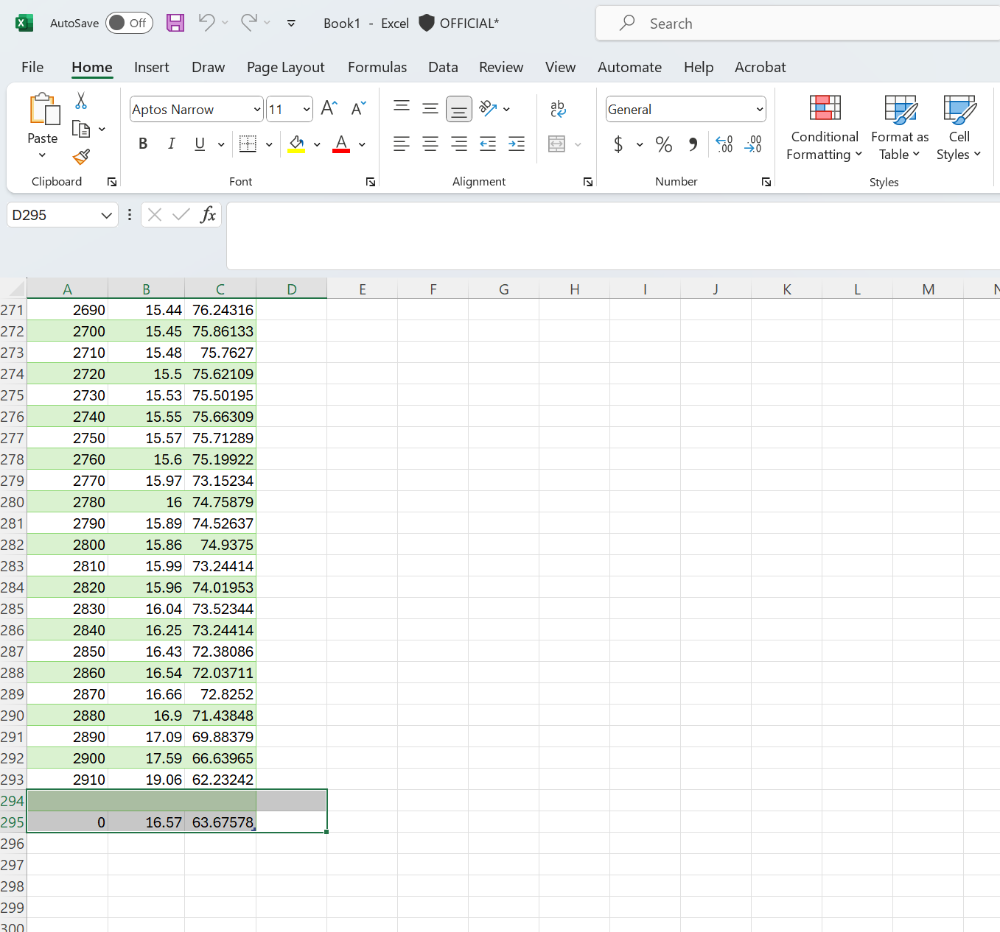 AutoSave Off Book1 - Excel OFFICIAL* Search
File Home Insert Draw Page Layout Formulas Data Review View Automate Help Acrobat
Paste
Clipboard
Aptos Narrow 11 A A
B I U A
Font
ab
c
Alignment
General
$ % , .00 .00
Number
Conditional Formatting
Format as Table
Cell Styles
Styles
D295 fx
A B C D E F G H I J K L M N
271 2690 15.44 76.24316
272 2700 15.45 75.86133
273 2710 15.48 75.7627
274 2720 15.5 75.62109
275 2730 15.53 75.50195
276 2740 15.55 75.66309
277 2750 15.57 75.71289
278 2760 15.6 75.19922
279 2770 15.97 73.15234
280 2780 16 74.75879
281 2790 15.89 74.52637
282 2800 15.86 74.9375
283 2810 15.99 73.24414
284 2820 15.96 74.01953
285 2830 16.04 73.52344
286 2840 16.25 73.24414
287 2850 16.43 72.38086
288 2860 16.54 72.03711
289 2870 16.66 72.8252
290 2880 16.9 71.43848
291 2890 17.09 69.88379
292 2900 17.59 66.63965
293 2910 19.06 62.23242
294
295 0 16.57 63.67578
296
297
298
299
300